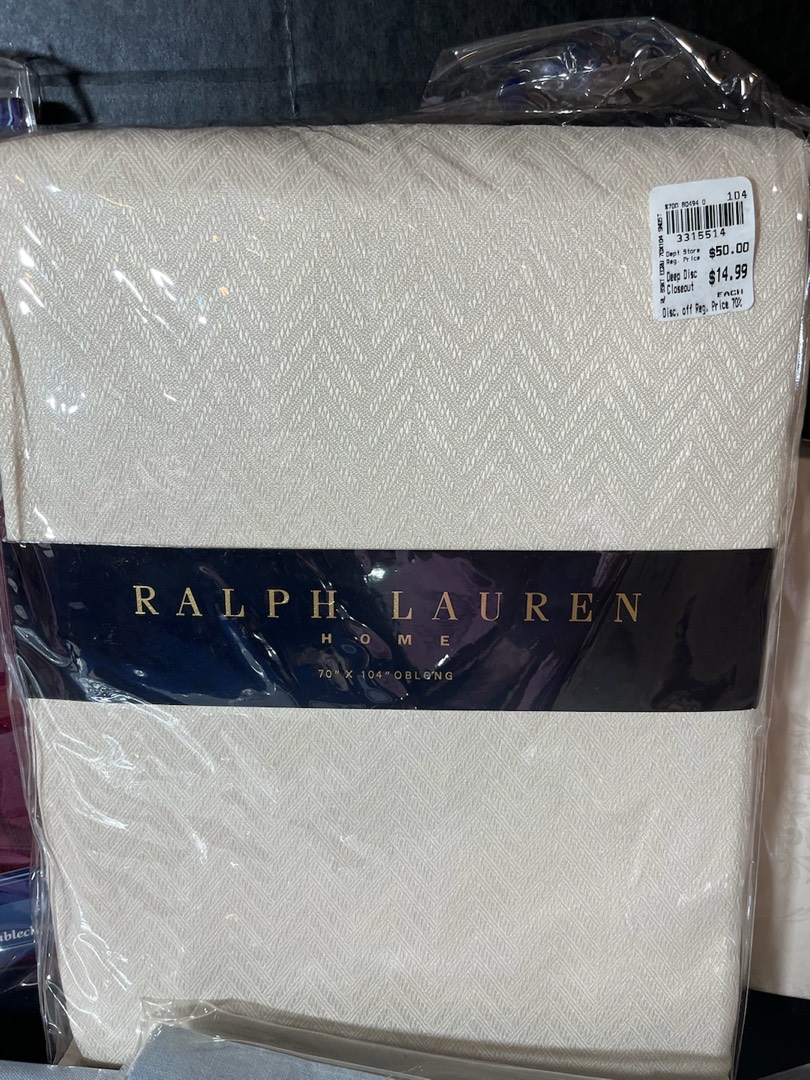 104
3315514
Dept Store
Reg. Price $50.00
Deep Disc
Closeout $14.99
EACH
Disc. off Reg. Price 70%
RALPH LAUREN
HOME
70" X 104" OBLONG